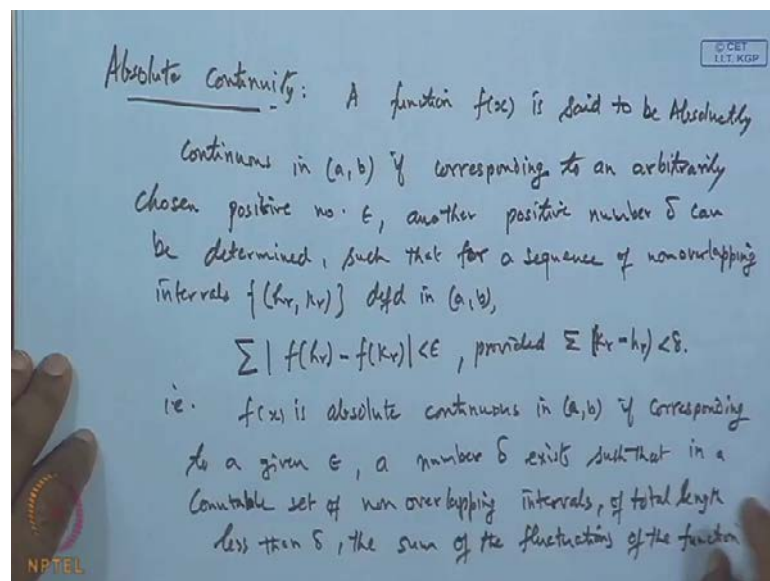 © CET
I.I.T. KGP
Absolute Continuity: A function f(x) is said to be Absoluetly
continuous in (a, b) if corresponding to an arbitrarily
chosen positive no. ϵ, another positive number δ can
be determined, such that for a sequence of nonoverlapping
intervals {(hr, kr)} defd in (a, b),
∑ | f(hr) - f(kr)| < ϵ, provided ∑ (kr - hr) < δ.
i.e. f(x) is absolute continuous in (a, b) if corresponding
to a given ϵ, a number δ exists such that in a
Countable set of non overlapping intervals, of total length
less than δ, the sum of the fluctuations of the function
NPTEL